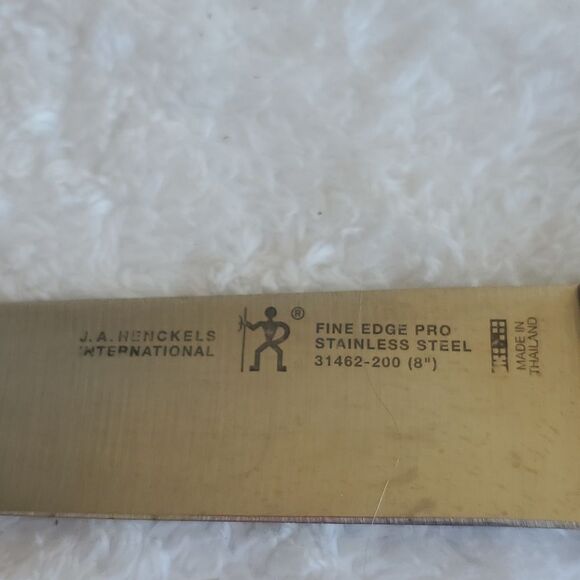 J.A. HENCKELS
INTERNATIONAL
®
FINE EDGE PRO
STAINLESS STEEL
31462-200 (8")
MADE IN
THAILAND